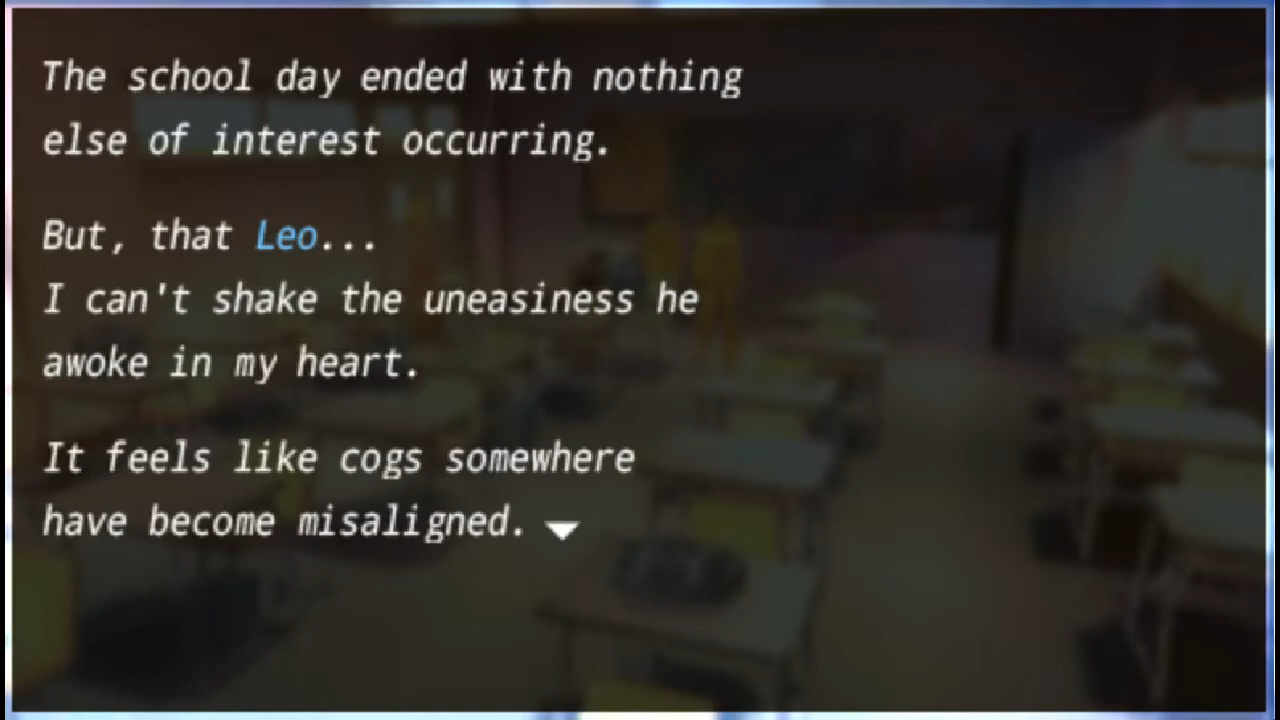 The school day ended with nothing
else of interest occurring.
But, that Leo...
I can't shake the uneasiness he
awoke in my heart.
It feels like cogs somewhere
have become misaligned.